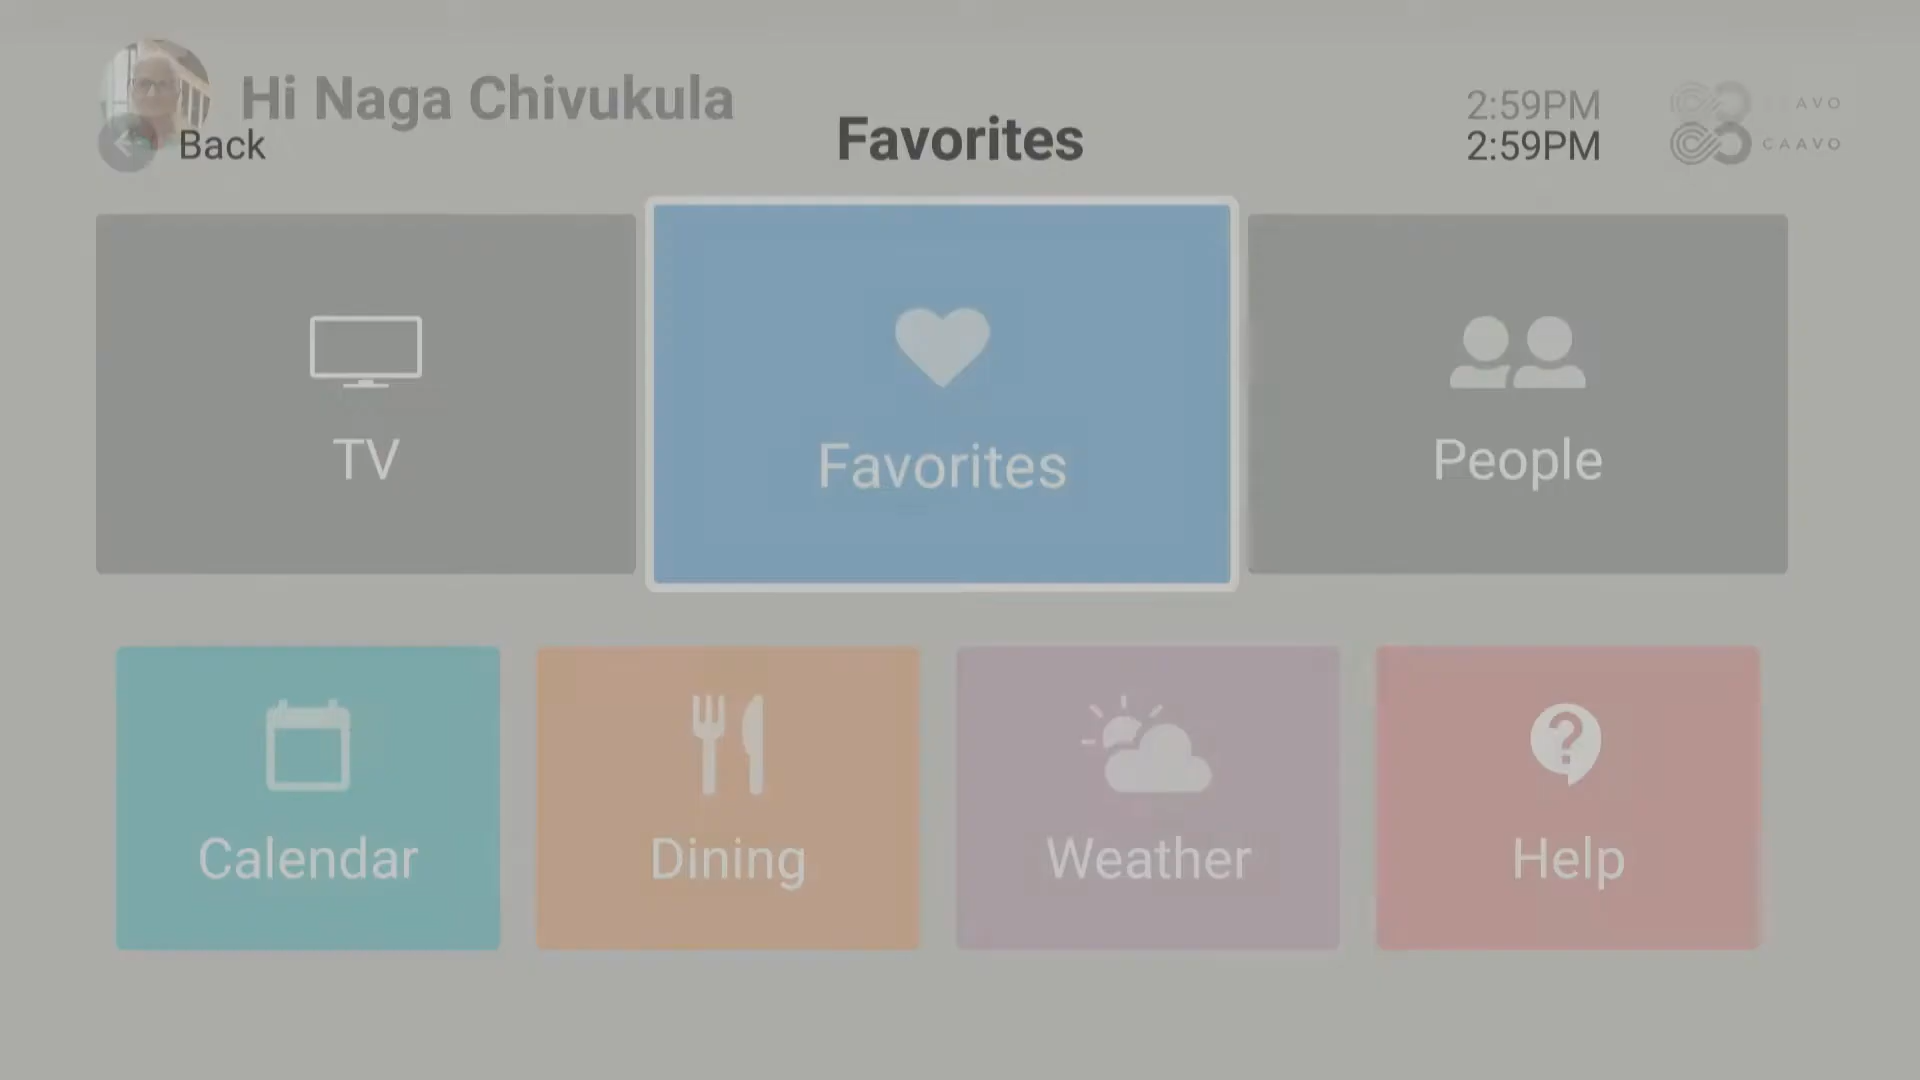 Hi Naga Chivukula
2:59PM
AVO
Back
Favorites
2:59PM
CAAVO
TV
Favorites
People
Calendar
Dining
Weather
Help